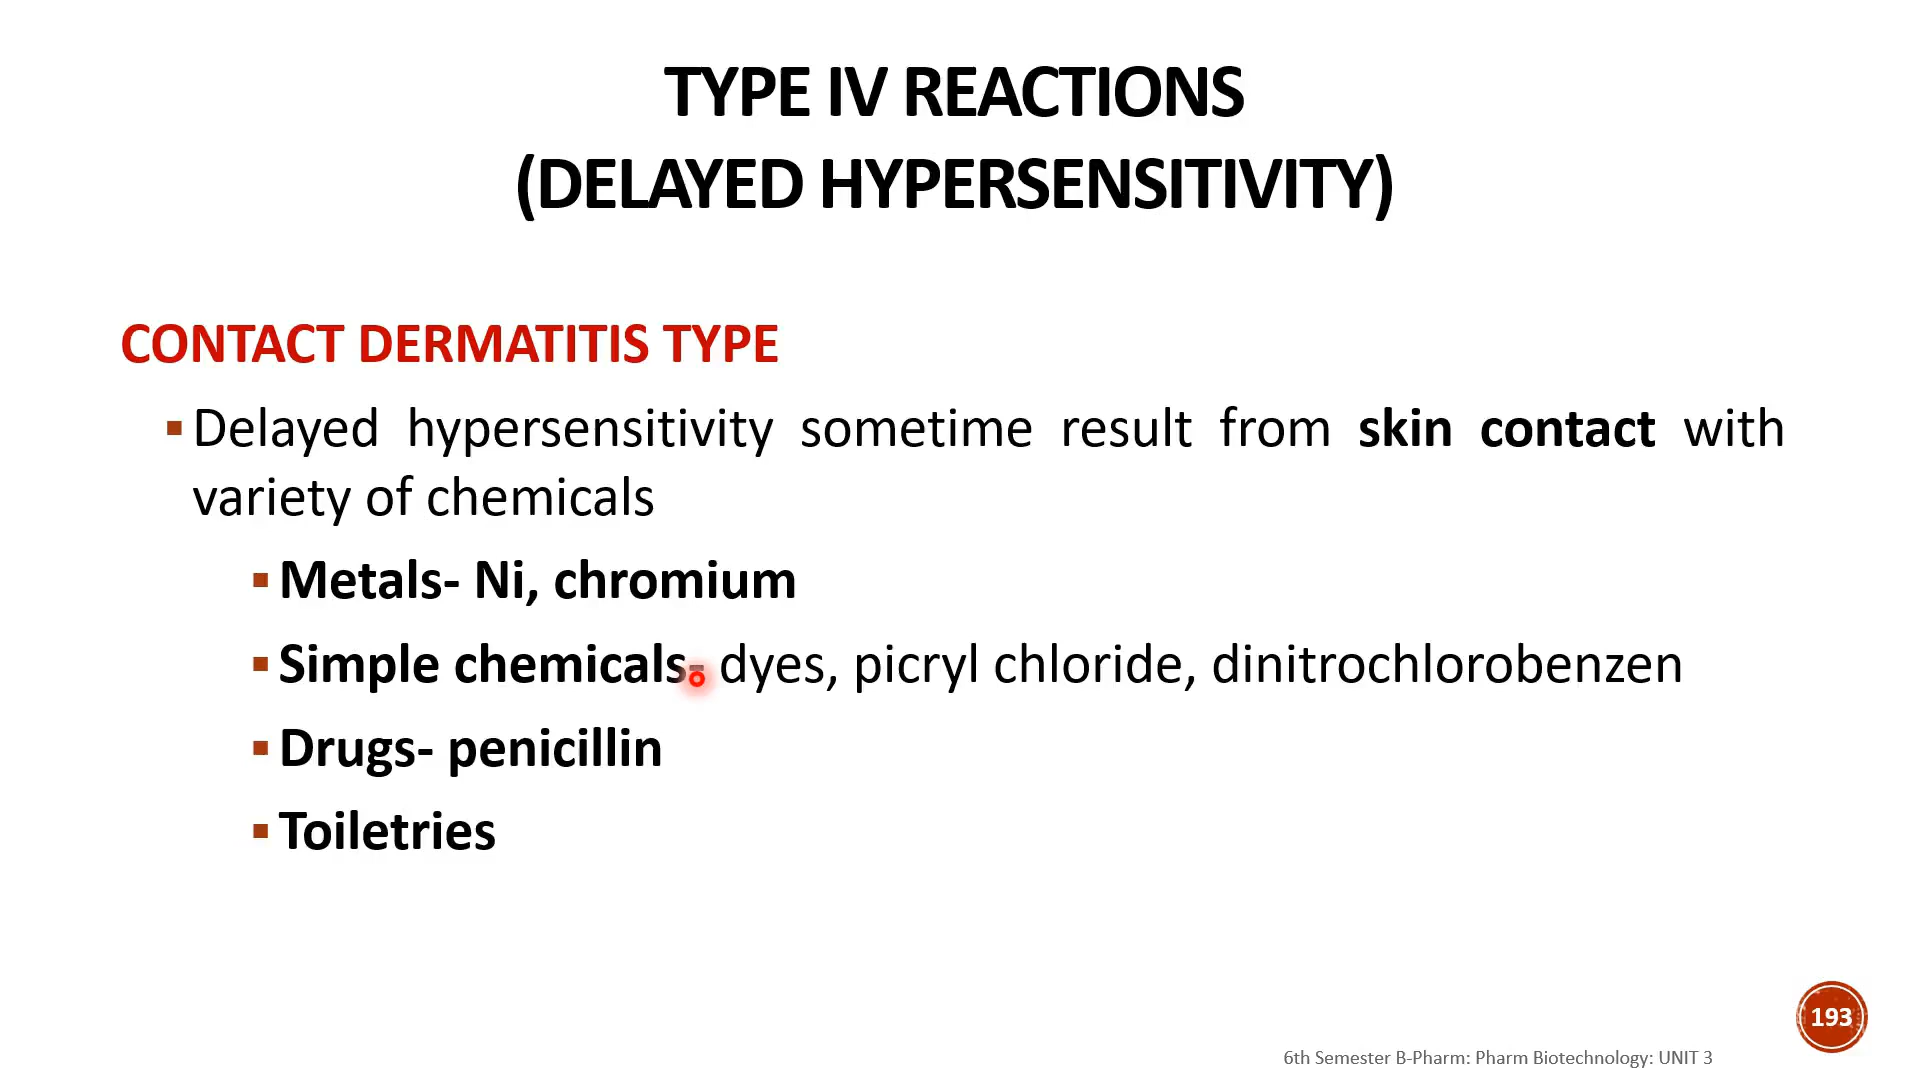 TYPE IV REACTIONS
(DELAYED HYPERSENSITIVITY)
CONTACT DERMATITIS TYPE
▪ Delayed hypersensitivity sometime result from skin contact with
variety of chemicals
▪ Metals- Ni, chromium
▪ Simple chemicals- dyes, picryl chloride, dinitrochlorobenzen
▪ Drugs- penicillin
▪ Toiletries
193
6th Semester B-Pharm: Pharm Biotechnology: UNIT 3